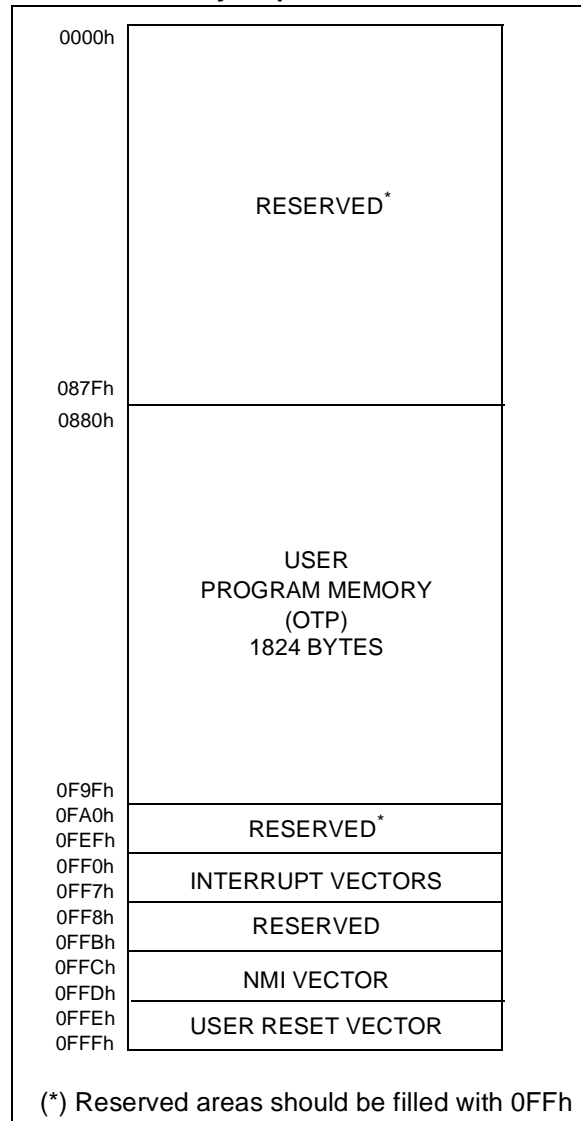 0000h
RESERVED*
087Fh
0880h
USER
PROGRAM MEMORY
(OTP)
1824 BYTES
0F9Fh
0FA0h
RESERVED*
0FEFh
0FF0h
INTERRUPT VECTORS
0FF7h
0FF8h
RESERVED
0FFBh
0FFCh
NMI VECTOR
0FFDh
0FFEh
USER RESET VECTOR
0FFFh
(*) Reserved areas should be filled with 0FFh